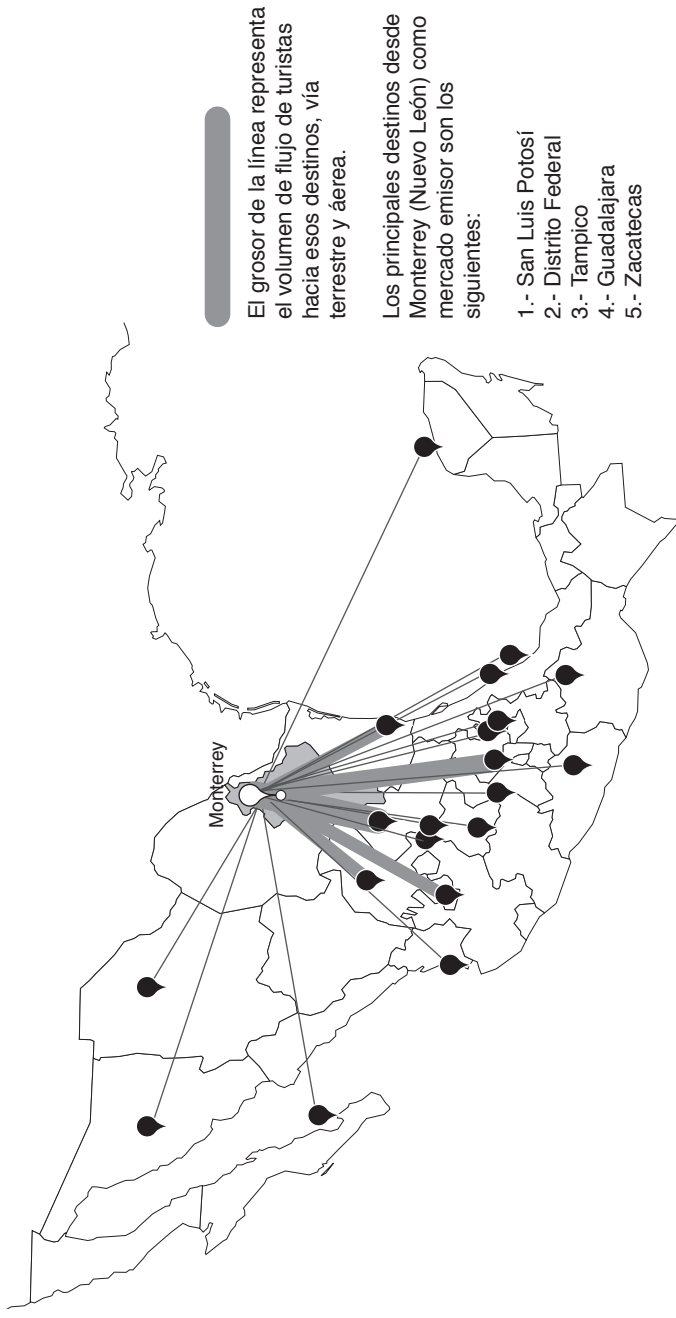 Monterrey
El grosor de la línea representa
el volumen de flujo de turistas
hacia esos destinos, vía
terrestre y áerea.
Los principales destinos desde
Monterrey (Nuevo León) como
mercado emisor son los
siguientes:
1.- San Luis Potosí
2.- Distrito Federal
3.- Tampico
4.- Guadalajara
5.- Zacatecas